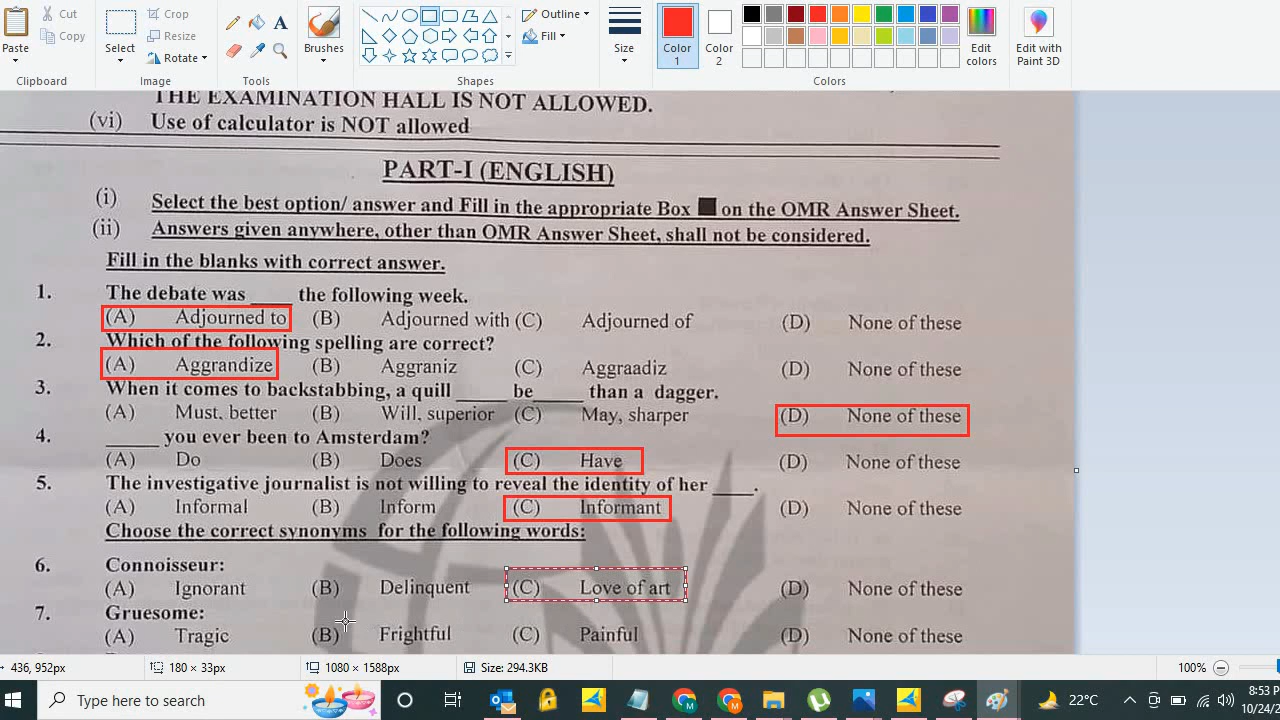 Paste
Cut
Copy
Clipboard
Select
Crop
Resize
Rotate
Image
Tools
Brushes
Outline
Fill
Shapes
Size
Color 1
Color 2
Edit colors
Edit with Paint 3D
Colors
THE EXAMINATION HALL IS NOT ALLOWED.
(vi) Use of calculator is NOT allowed
PART-I (ENGLISH)
(i) Select the best option/ answer and Fill in the appropriate Box on the OMR Answer Sheet.
(ii) Answers given anywhere, other than OMR Answer Sheet, shall not be considered.
Fill in the blanks with correct answer.
1. The debate was ____ the following week.
(A) Adjourned to (B) Adjourned with (C) Adjourned of (D) None of these
2. Which of the following spelling are correct?
(A) Aggrandize (B) Aggraniz (C) Aggraadiz (D) None of these
3. When it comes to backstabbing, a quill _____ be_____ than a dagger.
(A) Must, better (B) Will, superior (C) May, sharper (D) None of these
4. _____ you ever been to Amsterdam?
(A) Do (B) Does (C) Have (D) None of these
5. The investigative journalist is not willing to reveal the identity of her ____.
(A) Informal (B) Inform (C) Informant (D) None of these
Choose the correct synonyms for the following words:
6. Connoisseur:
(A) Ignorant (B) Delinquent (C) Love of art (D) None of these
7. Gruesome:
(A) Tragic (B) Frightful (C) Painful (D) None of these
436, 952px 180 × 33px 1080 × 1588px Size: 294.3KB 100%
Type here to search
22°C
8:53 P
10/24/2